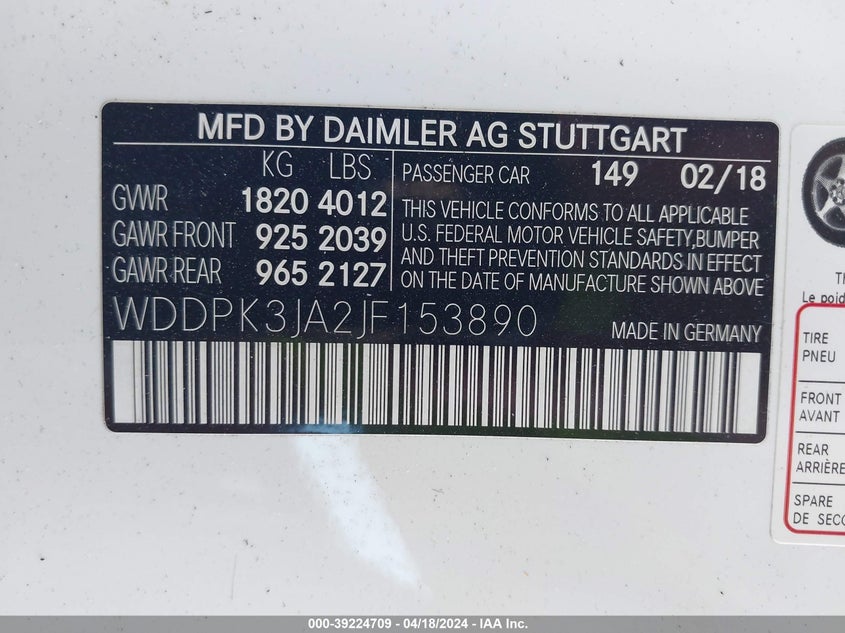 MFD BY DAIMLER AG STUTTGART
KG LBS
GVWR 1820 4012
GAWR FRONT 925 2039
GAWR REAR 965 2127
PASSENGER CAR 149 02/18
THIS VEHICLE CONFORMS TO ALL APPLICABLE
U.S. FEDERAL MOTOR VEHICLE SAFETY,BUMPER
AND THEFT PREVENTION STANDARDS IN EFFECT
ON THE DATE OF MANUFACTURE SHOWN ABOVE
WDDPK3JA2JF153890 MADE IN GERMANY
Le
TIRE
PNEU
FRONT
AVANT
REAR
ARRIÈRE
SPARE
DE
000-39224709 - 04/18/2024 - IAA Inc.